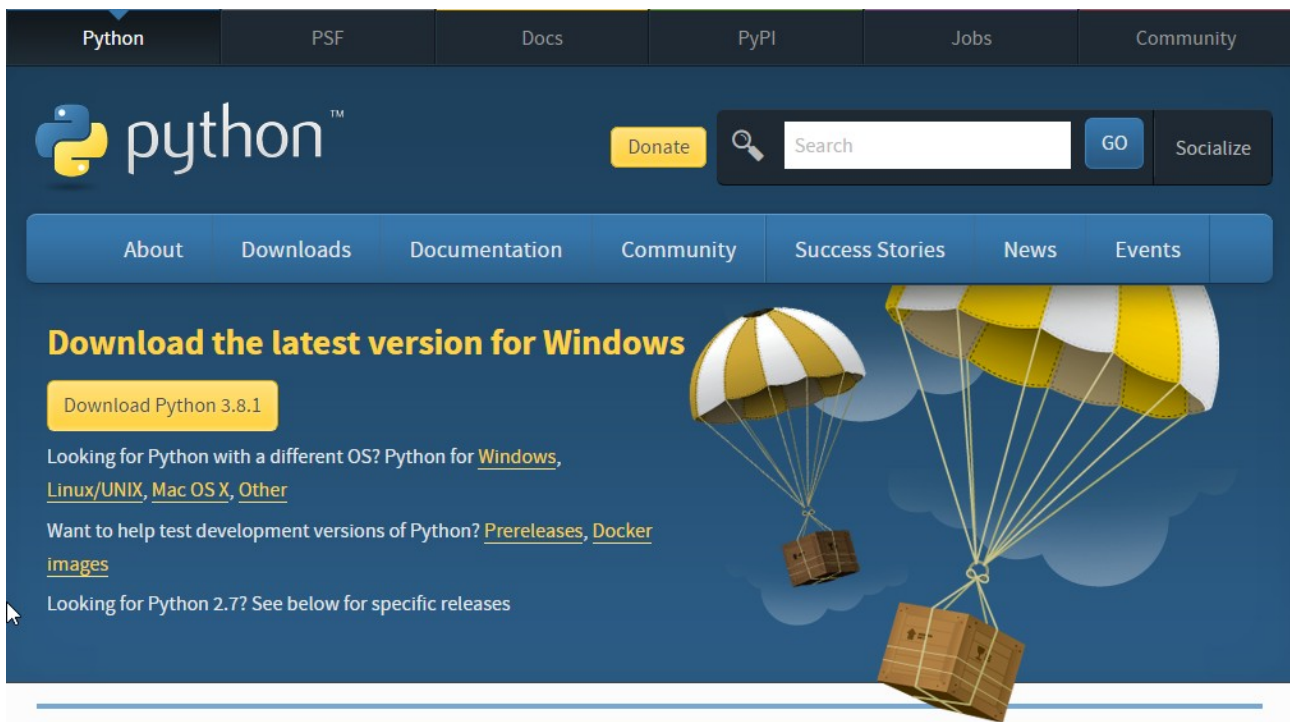 Python PSF Docs PyPI Jobs Community
python™
Donate Search GO Socialize
About Downloads Documentation Community Success Stories News Events
Download the latest version for Windows
Download Python 3.8.1
Looking for Python with a different OS? Python for Windows,
Linux/UNIX, Mac OS X, Other
Want to help test development versions of Python? Prereleases, Docker
images
Looking for Python 2.7? See below for specific releases